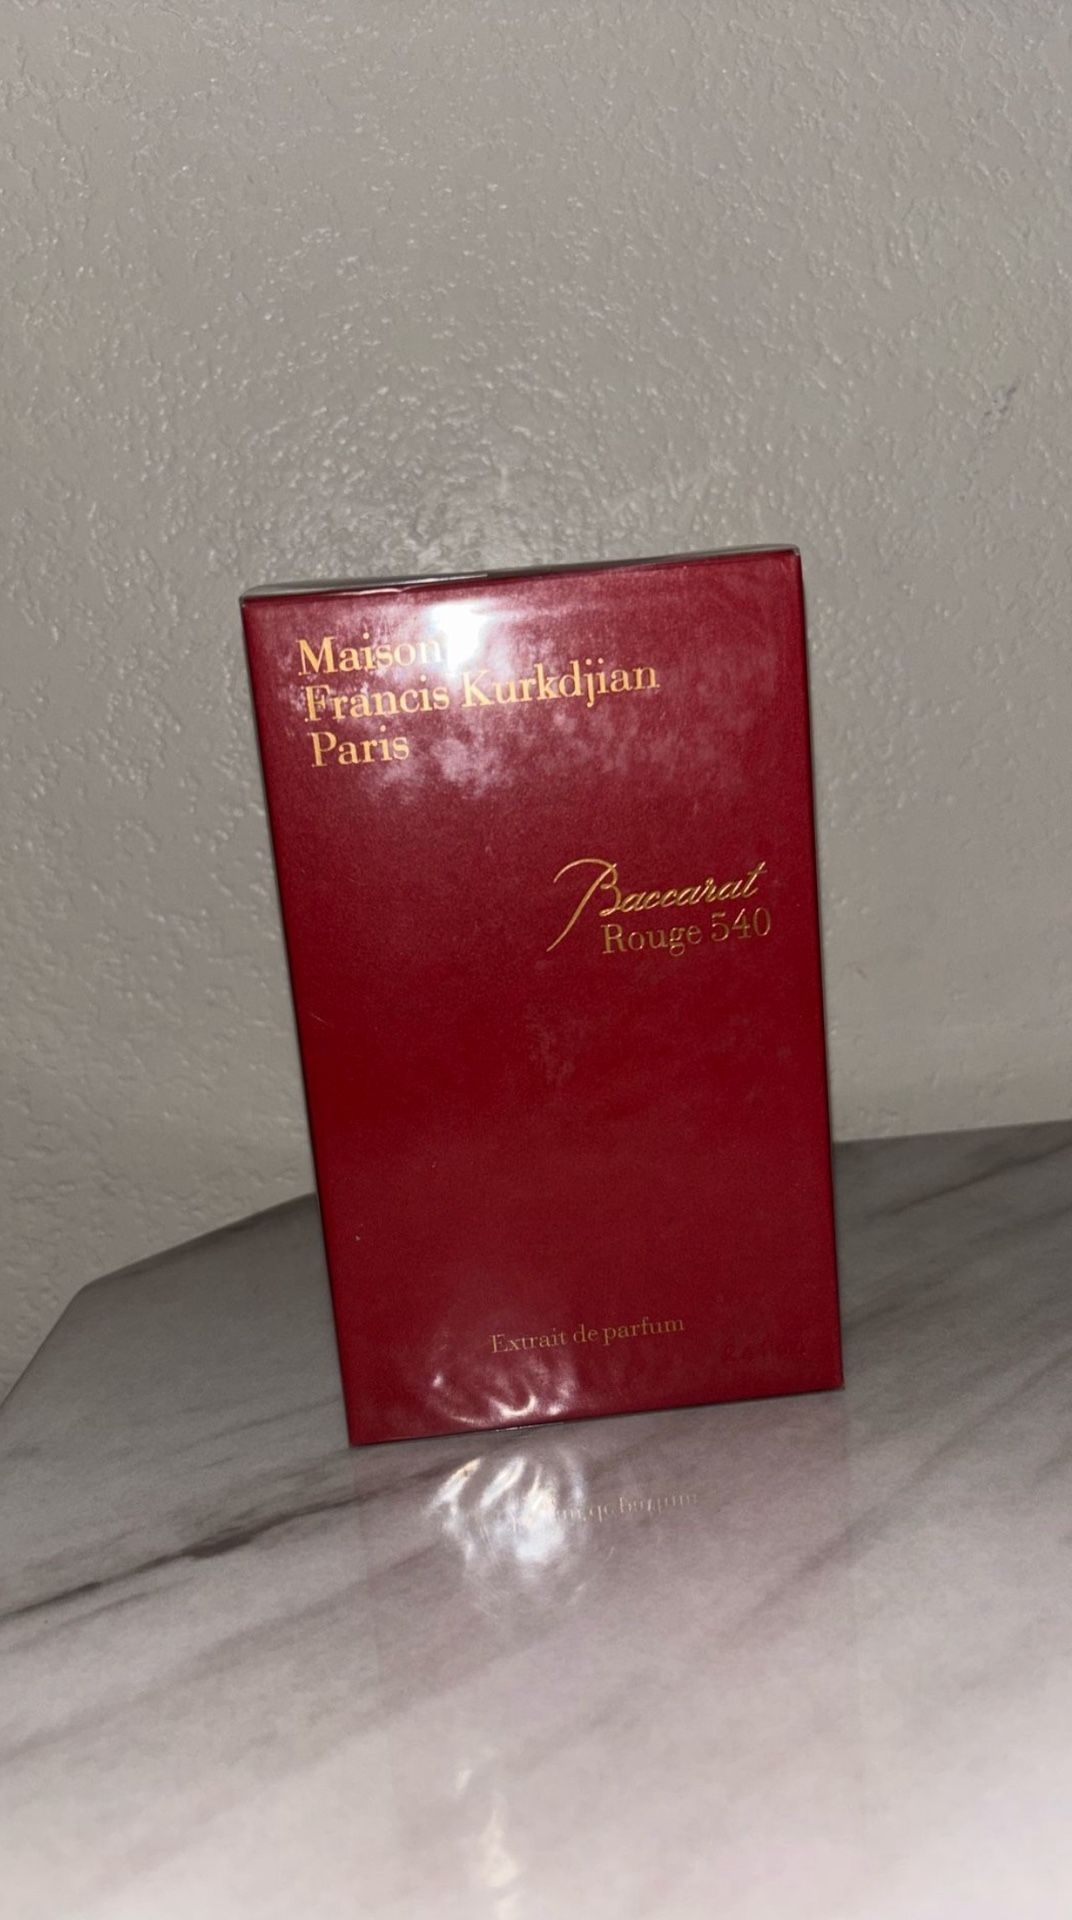 Maison
Francis Kurkdjian
Paris
Baccarat
Rouge 540
Extrait de parfum